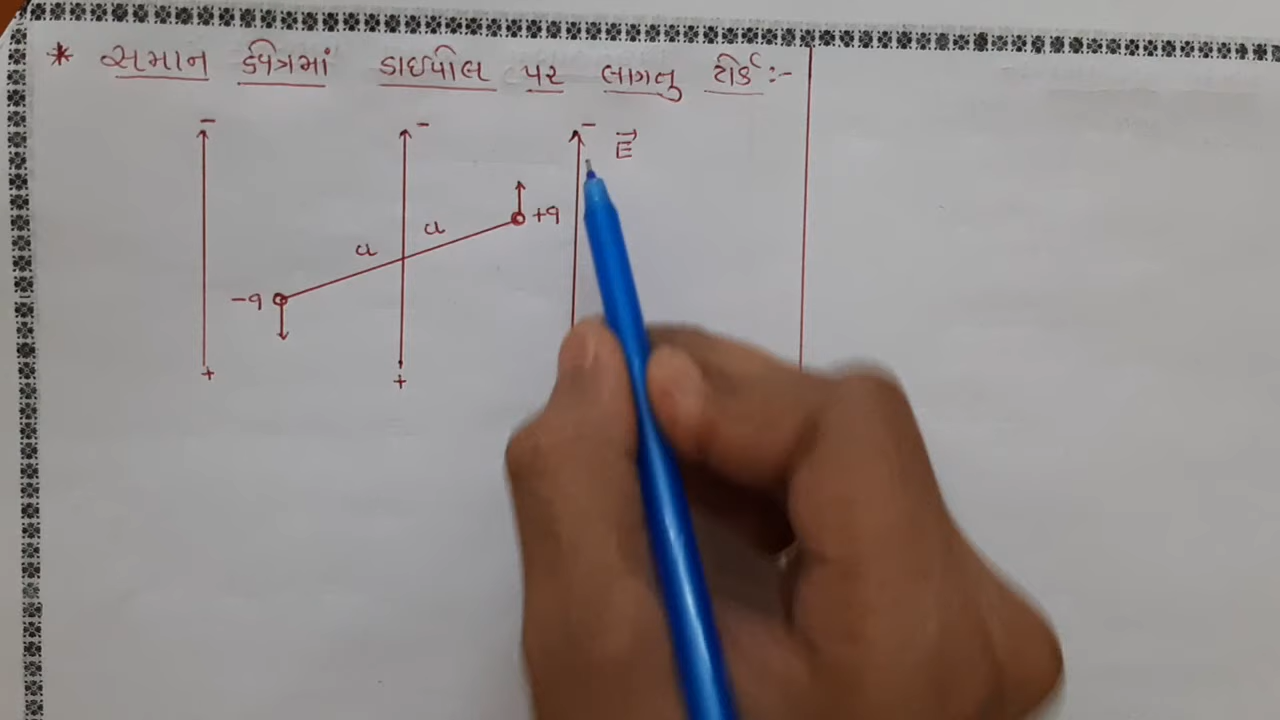 * સમાન ક્ષેત્રમાં ડાઇપોલ પર લાગતુ ટોર્ક :-
- - - E⃗
a a +q
-q
+ +